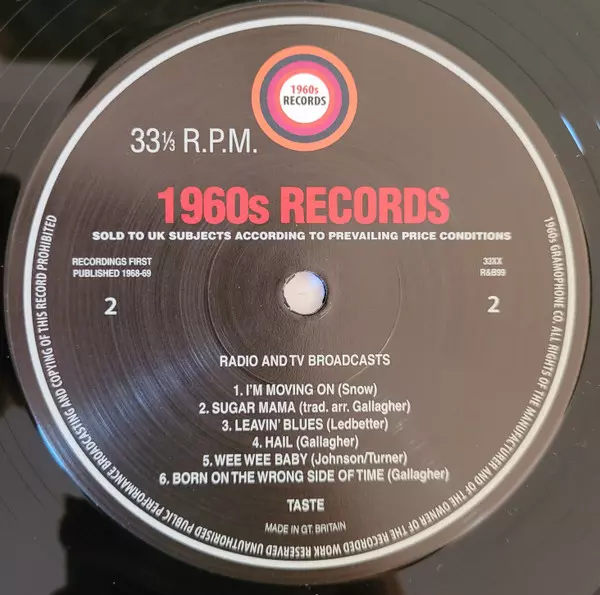 1960s
RECORDS
33⅓ R.P.M.
1960s RECORDS
SOLD TO UK SUBJECTS ACCORDING TO PREVAILING PRICE CONDITIONS
RECORDINGS FIRST
PUBLISHED 1968-69
33XX
R&B99
2
2
RADIO AND TV BROADCASTS
1. I'M MOVING ON (Snow)
2. SUGAR MAMA (trad. arr. Gallagher)
3. LEAVIN' BLUES (Ledbetter)
4. HAIL (Gallagher)
5. WEE WEE BABY (Johnson/Turner)
6. BORN ON THE WRONG SIDE OF TIME (Gallagher)
TASTE
MADE IN GT. BRITAIN
1960s GRAMOPHONE CO. ALL RIGHTS OF THE MANUFACTURER AND OF THE OWNER OF THE RECORDED WORK RESERVED UNAUTHORISED PUBLIC PERFORMANCE BROADCASTING AND COPYING OF THIS RECORD PROHIBITED